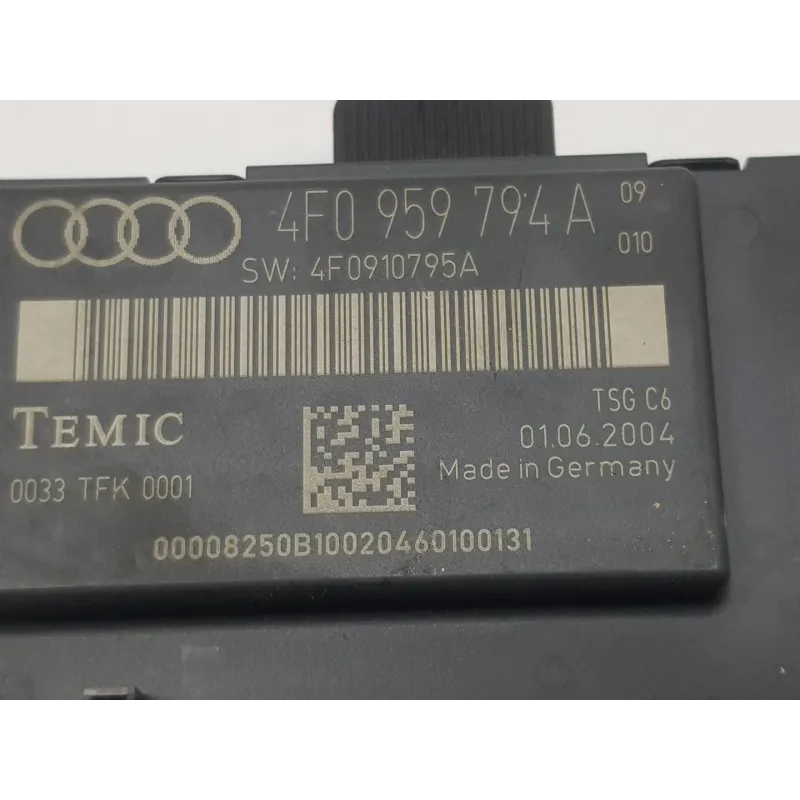 4F0 959 794 A 09
010
SW: 4F0910795A
TEMIC
TSG C6
01.06.2004
0033 TFK 0001
Made in Germany
00008250B10020460100131